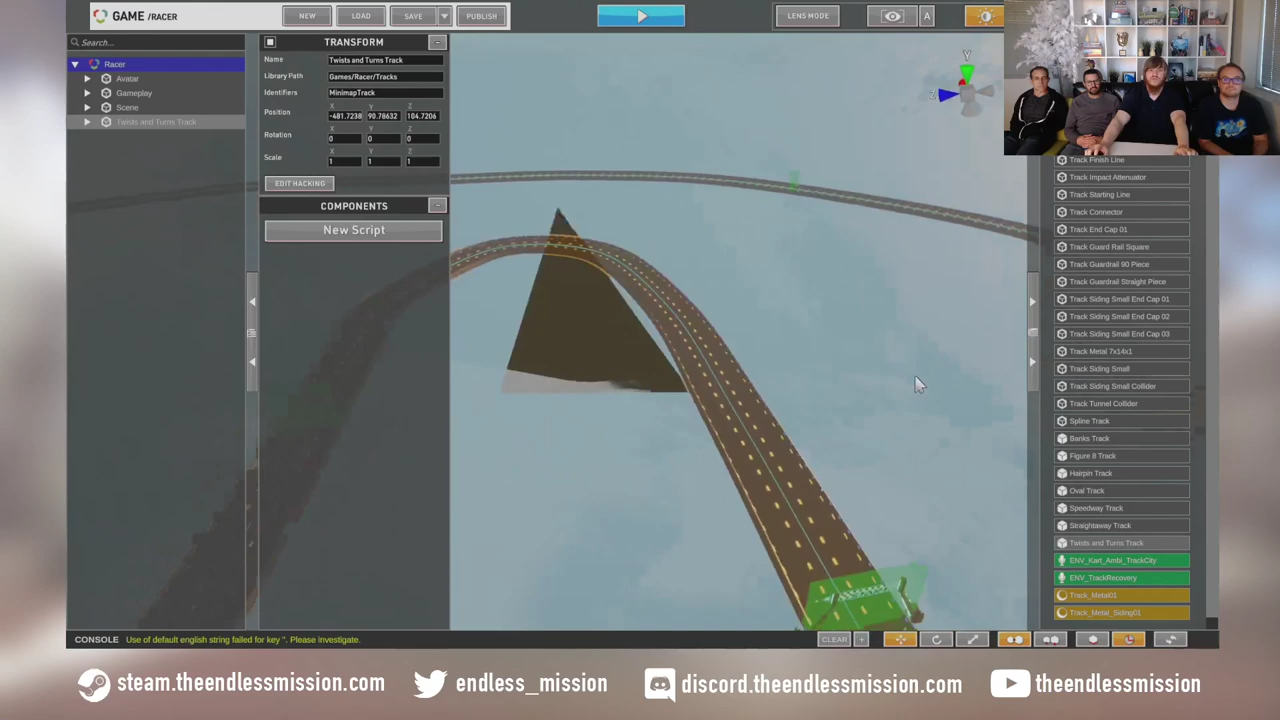 GAME /RACER
NEW
LOAD
SAVE
PUBLISH
LENS MODE
A
Search...
Racer
Avatar
Gameplay
Scene
Twists and Turns Track
TRANSFORM
Name
Twists and Turns Track
Library Path
Games/Racer/Tracks
Identifiers
MinimapTrack
X Y Z
Position
-481.7238 90.78632 104.7206
X Y Z
Rotation
0 0 0
X Y Z
Scale
1 1 1
EDIT HACKING
COMPONENTS
New Script
Y
Z
Track Finish Line
Track Impact Attenuator
Track Starting Line
Track Connector
Track End Cap 01
Track Guard Rail Square
Track Guardrail 90 Piece
Track Guardrail Straight Piece
Track Siding Small End Cap 01
Track Siding Small End Cap 02
Track Siding Small End Cap 03
Track Metal 7x14x1
Track Siding Small
Track Siding Small Collider
Track Tunnel Collider
Spline Track
Banks Track
Figure 8 Track
Hairpin Track
Oval Track
Speedway Track
Straightaway Track
Twists and Turns Track
ENV_Kart_Ambi_TrackCity
ENV_TrackRecovery
Track_Metal01
Track_Metal_Siding01
CONSOLE Use of default english string failed for key ''. Please investigate.
CLEAR +
steam.theendlessmission.com
endless_mission
discord.theendlessmission.com
theendlessmission